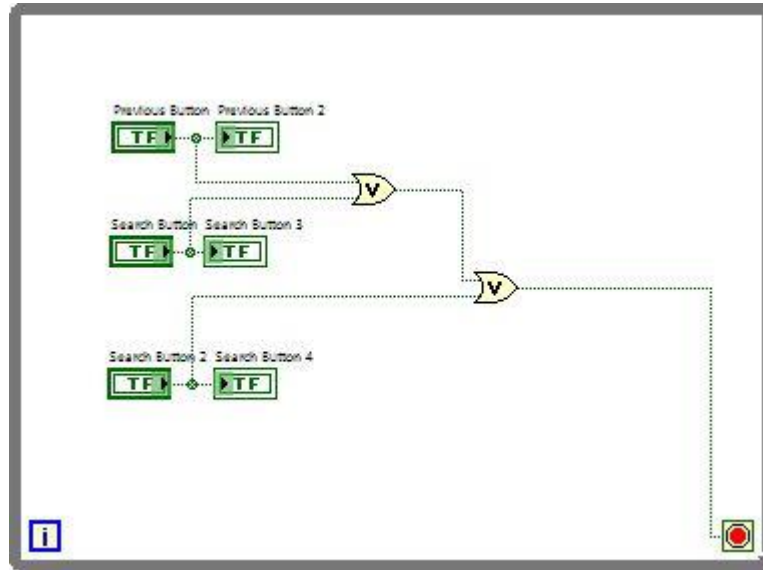 Previous Button Previous Button 2
TF TF
V
Search Button Search Button 3
TF TF
V
Search Button 2 Search Button 4
TF TF
i